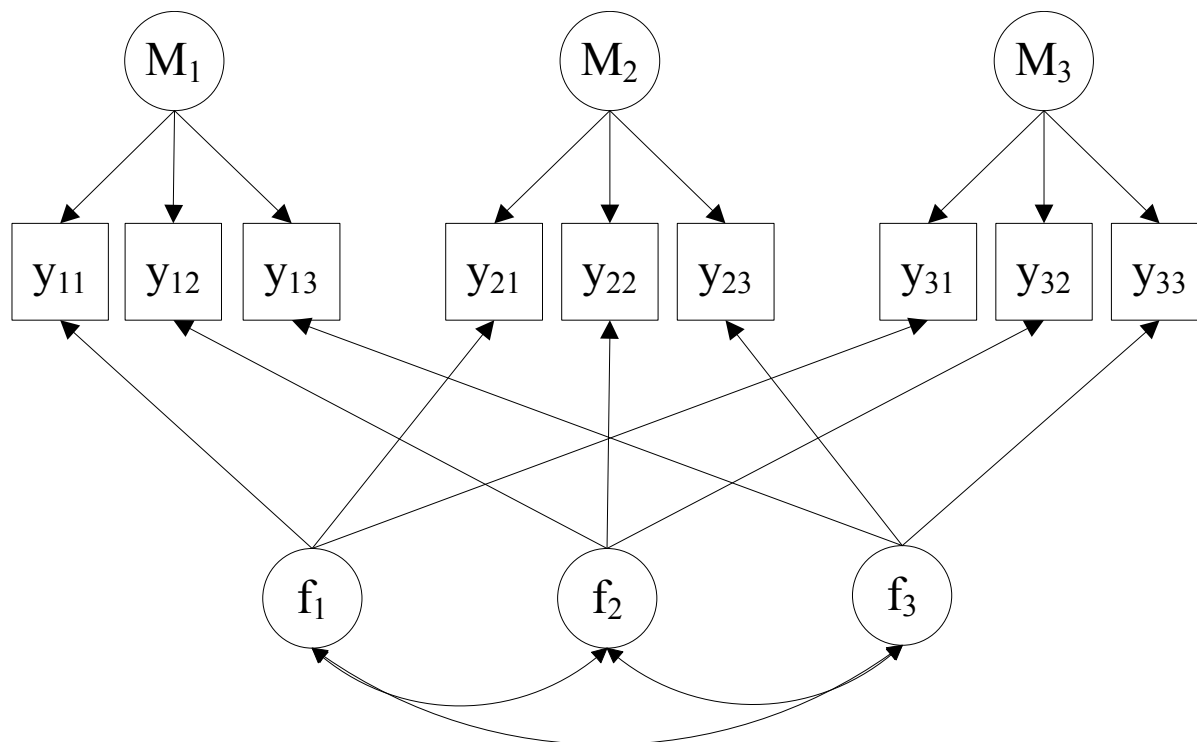 M₁ M₂ M₃
y₁₁ y₁₂ y₁₃ y₂₁ y₂₂ y₂₃ y₃₁ y₃₂ y₃₃
f₁ f₂ f₃